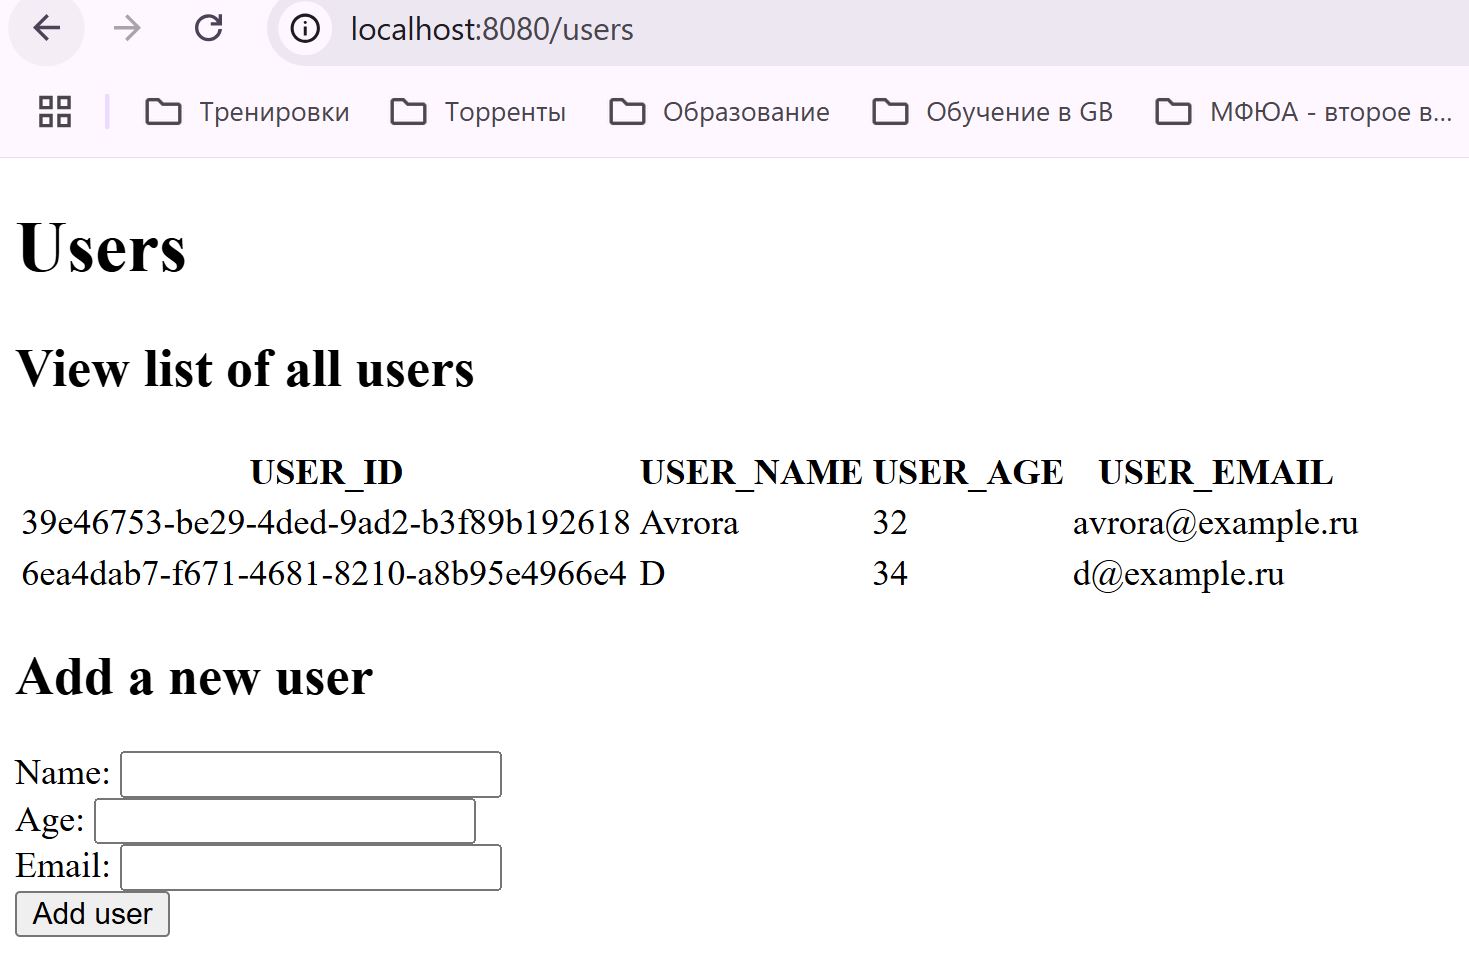 localhost:8080/users
Тренировки Торренты Образование Обучение в GB МФЮА - второе в...
Users
View list of all users
USER_ID USER_NAME USER_AGE USER_EMAIL
39e46753-be29-4ded-9ad2-b3f89b192618 Avrora 32 avrora@example.ru
6ea4dab7-f671-4681-8210-a8b95e4966e4 D 34 d@example.ru
Add a new user
Name:
Age:
Email:
Add user